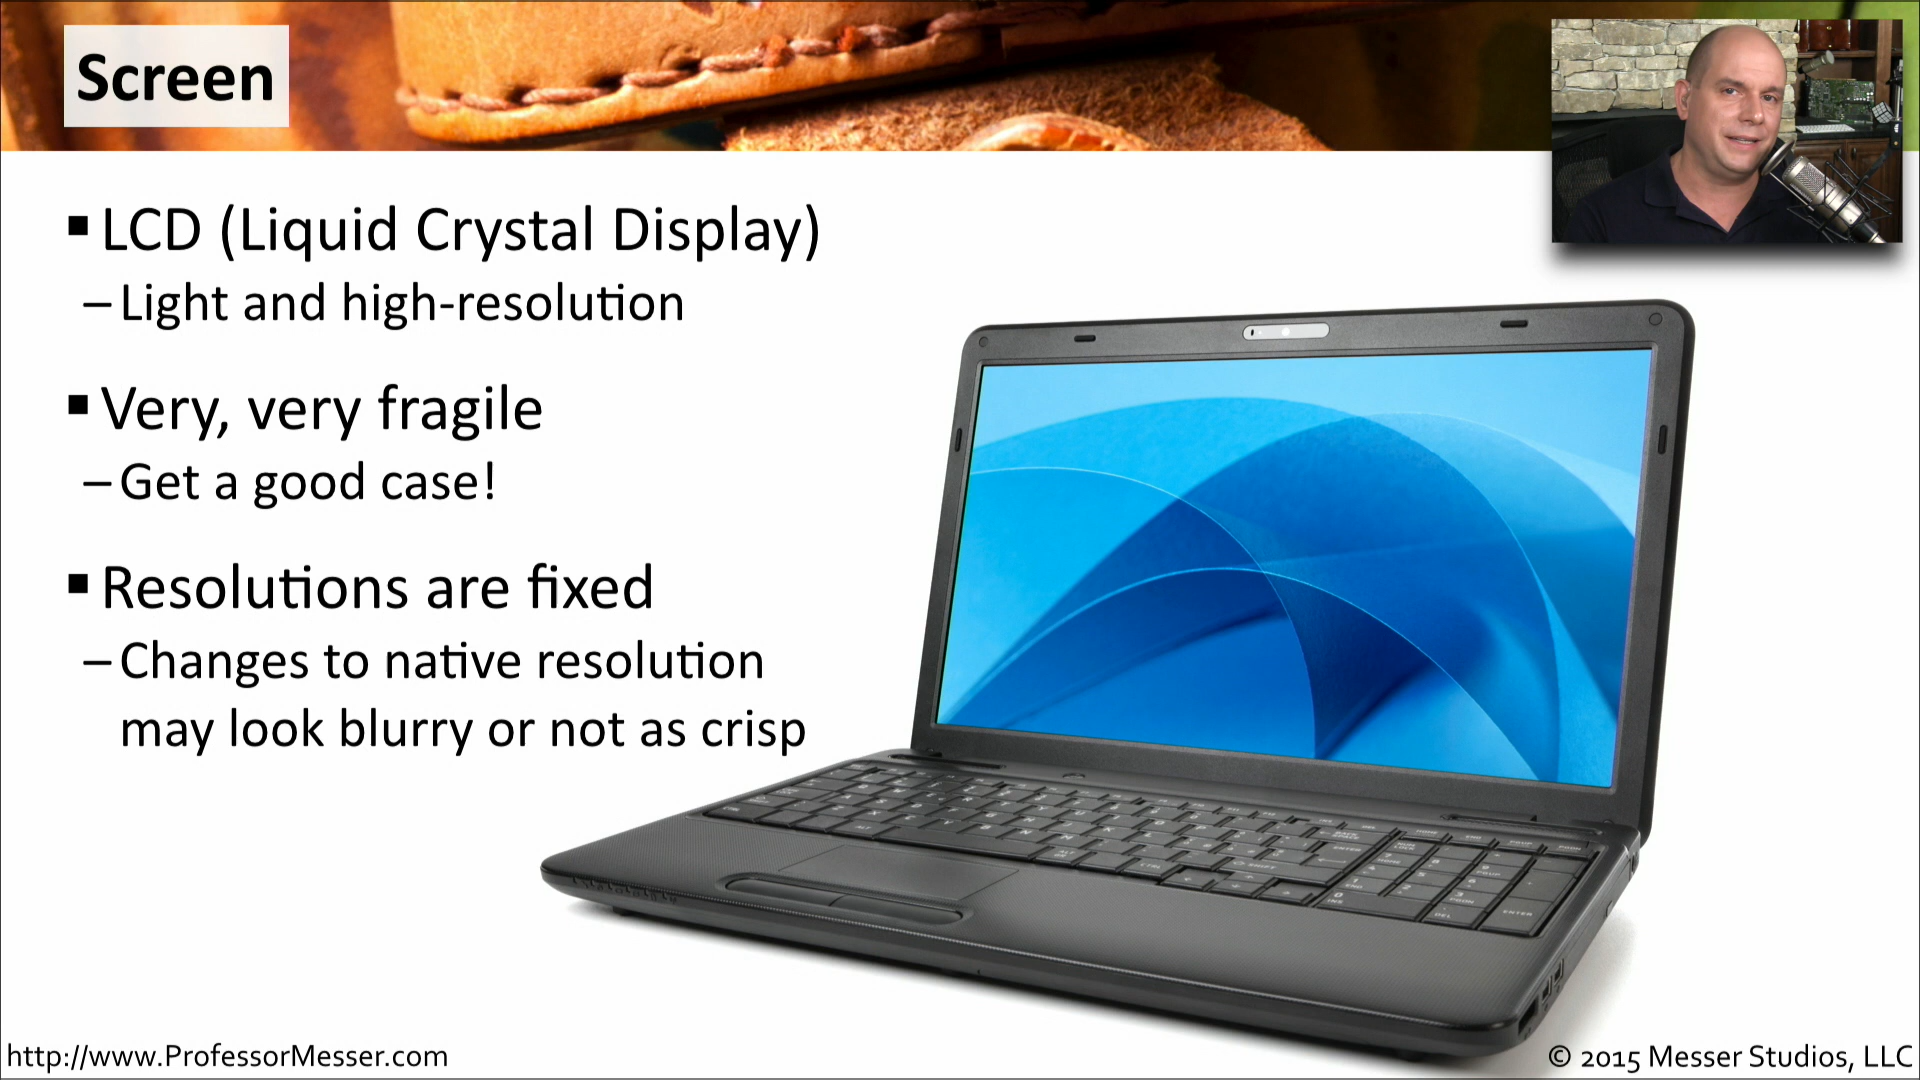 Screen
▪ LCD (Liquid Crystal Display)
– Light and high-resolution
▪ Very, very fragile
– Get a good case!
▪ Resolutions are fixed
– Changes to native resolution
may look blurry or not as crisp
http://www.ProfessorMesser.com
© 2015 Messer Studios, LLC